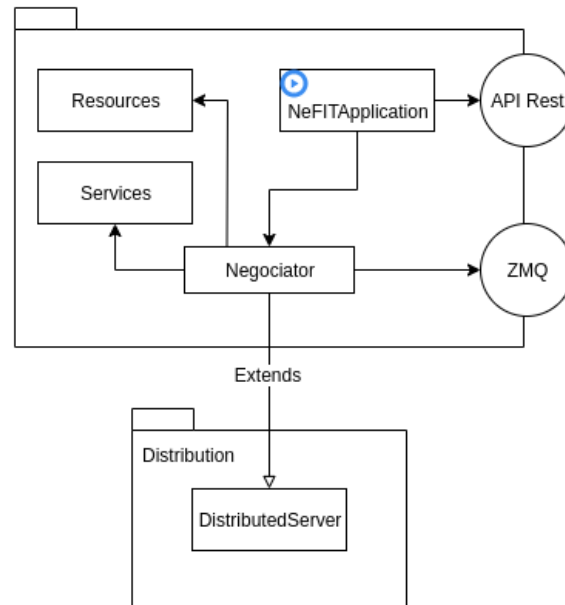 Resources
NeFITApplication
API Rest
Services
Negociator
ZMQ
Extends
Distribution
DistributedServer